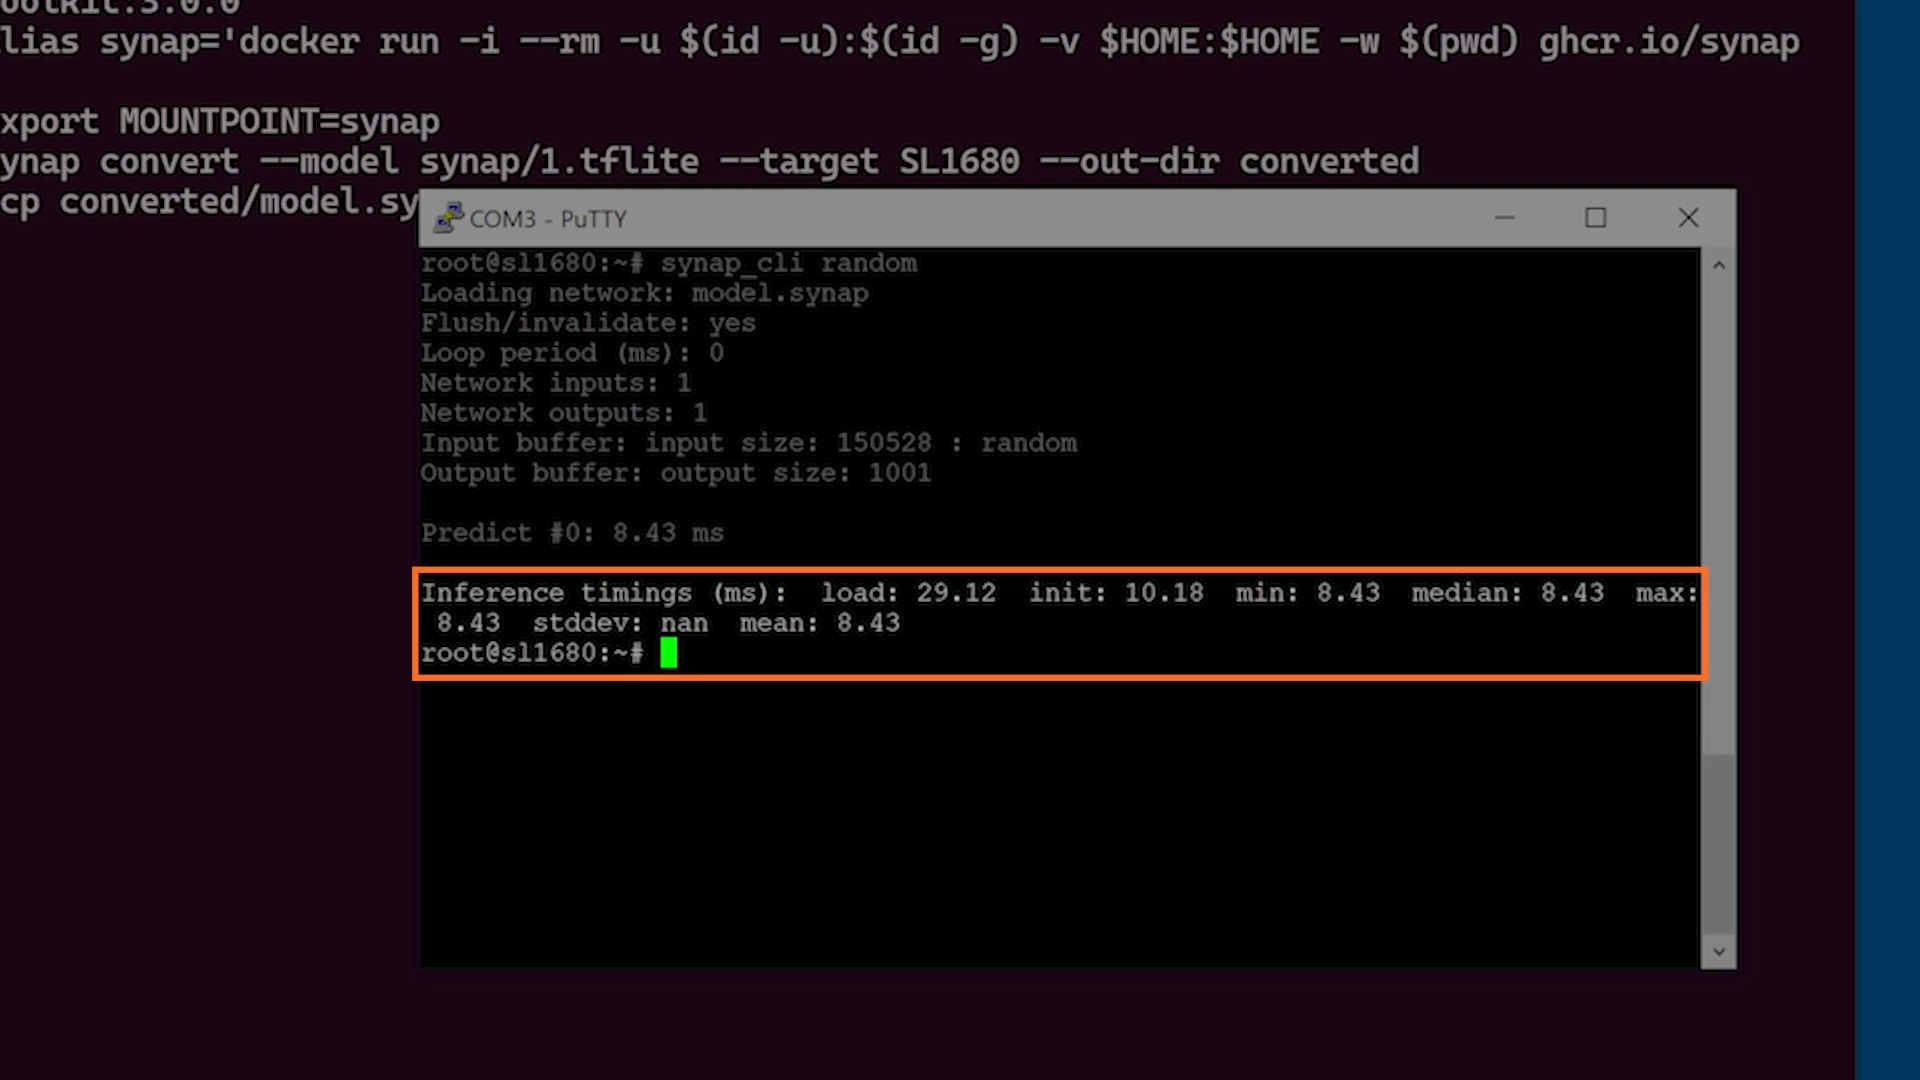 ootkit:3.0.0
lias synap='docker run -i --rm -u $(id -u):$(id -g) -v $HOME:$HOME -w $(pwd) ghcr.io/synap
xport MOUNTPOINT=synap
ynap convert --model synap/1.tflite --target SL1680 --out-dir converted
cp converted/model.sy
COM3 - PuTTY
root@sl1680:~# synap_cli random
Loading network: model.synap
Flush/invalidate: yes
Loop period (ms): 0
Network inputs: 1
Network outputs: 1
Input buffer: input size: 150528 : random
Output buffer: output size: 1001
Predict #0: 8.43 ms
Inference timings (ms):  load: 29.12  init: 10.18  min: 8.43  median: 8.43  max:
 8.43  stddev: nan  mean: 8.43
root@sl1680:~#